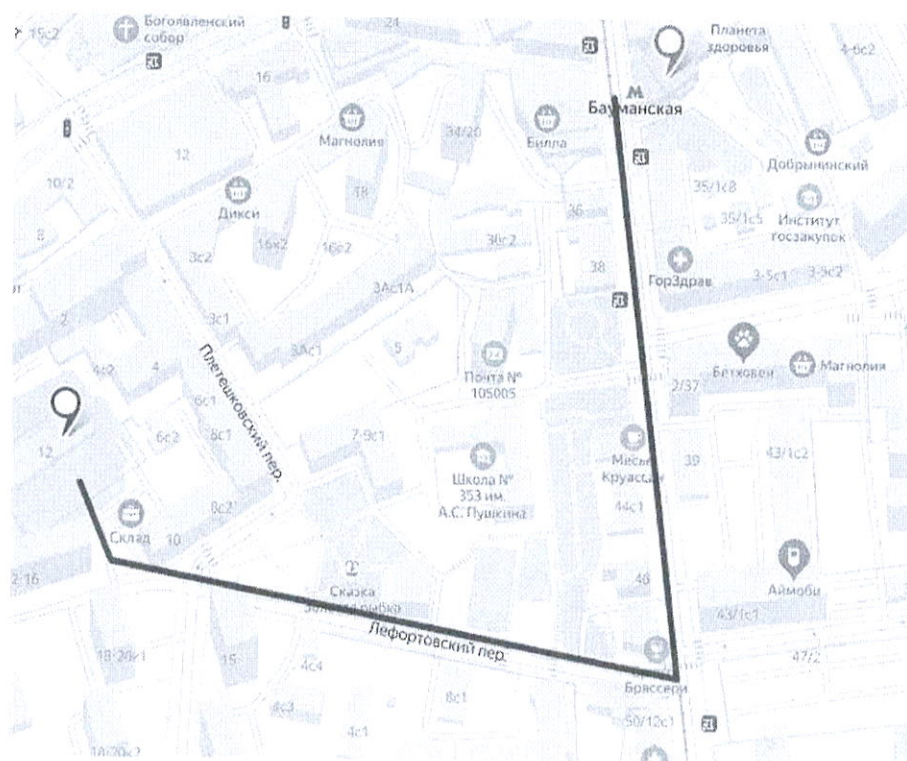 15с2
Боголвленский
собор
24
Планета
здоровья
4-6с2
16
М
Бауманская
Магнолия
34/20
Билла
12
Добрынинский
10/2
18
35/1с8
Дикси
36
35/1с5
Институт
госзакупок
8
3с2
16к2
16с2
30с2
38
ГорЗдрав
3-5с1
3-5с2
3Ас1А
2
3с1
3Ас1
5
Плетешковский пер.
4с2
4
Почта №
105005
Бетховен
Магнолия
6с1
2/37
12
6с2
8с1
7-9с1
Месье
Круассан
39
43/1с2
Школа №
353 им.
А.С. Пушкина
8с2
44с1
Склад
10
Сказка
46
Аймоби
2-16
43/1с1
Лефортовский пер.
18-20к1
15
4с4
47/2
Брассери
8с1
4с3
50/12с1
4с1
18/20к2